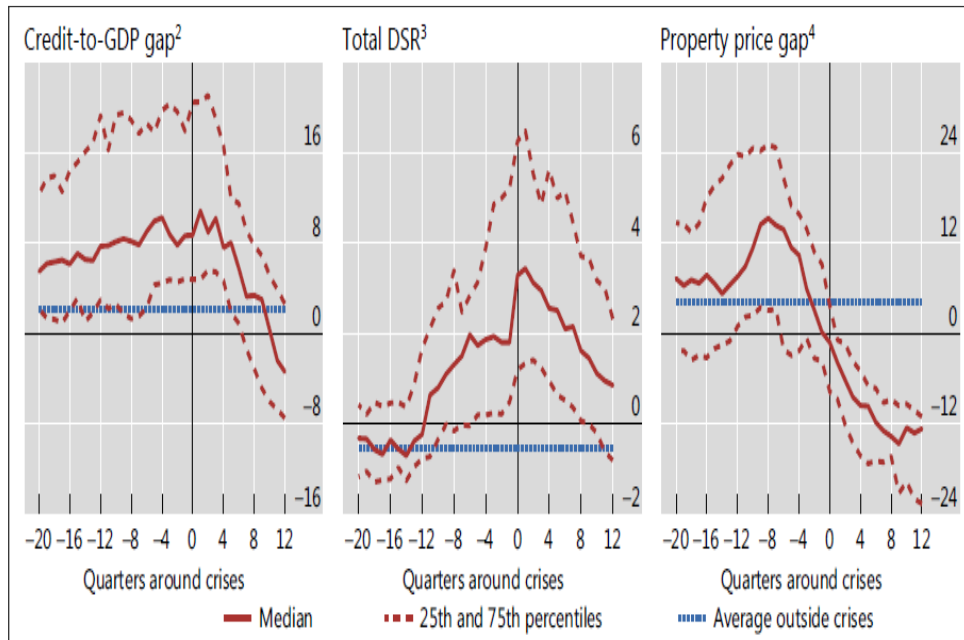 Credit-to-GDP gap²
Total DSR³
Property price gap⁴
16
8
0
−8
−16
6
4
2
0
−2
24
12
0
−12
−24
−20 −16 −12 −8 −4 0 4 8 12
−20 −16 −12 −8 −4 0 4 8 12
−20 −16 −12 −8 −4 0 4 8 12
Quarters around crises
Quarters around crises
Quarters around crises
Median
25th and 75th percentiles
Average outside crises